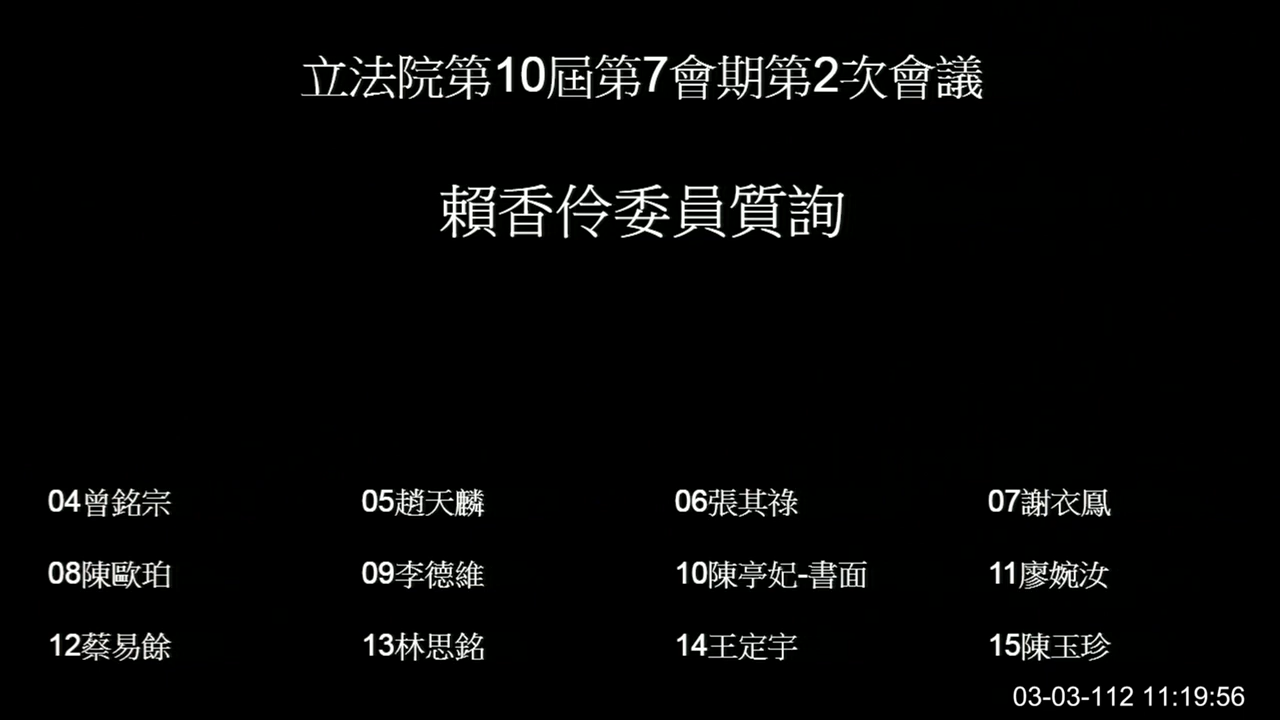 立法院第10屆第7會期第2次會議
賴香伶委員質詢
04曾銘宗 05趙天麟 06張其祿 07謝衣鳳
08陳歐珀 09李德維 10陳亭妃-書面 11廖婉汝
12蔡易餘 13林思銘 14王定宇 15陳玉珍
03-03-112 11:19:56